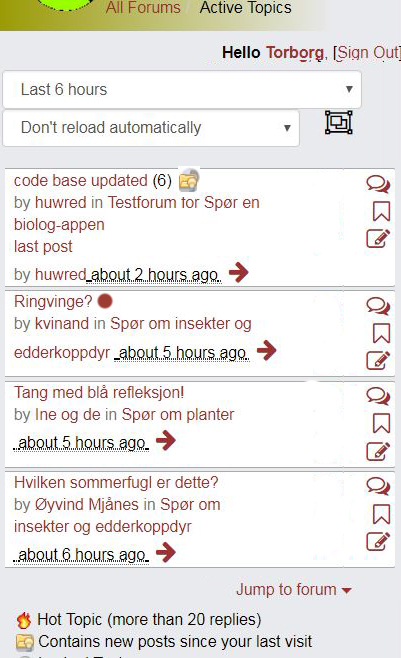 All Forums / Active Topics
Hello Torborg, [Sign Out]
Last 6 hours
Don't reload automatically
code base updated (6)
by huwred in Testforum for Spør en
biolog-appen
last post
by huwred about 2 hours ago
Ringvinge?
by kvinand in Spør om insekter og
edderkoppdyr about 5 hours ago
Tang med blå refleksjon!
by Ine og de in Spør om planter
about 5 hours ago
Hvilken sommerfugl er dette?
by Øyvind Mjånes in Spør om
insekter og edderkoppdyr
about 6 hours ago
Jump to forum
Hot Topic (more than 20 replies)
Contains new posts since your last visit